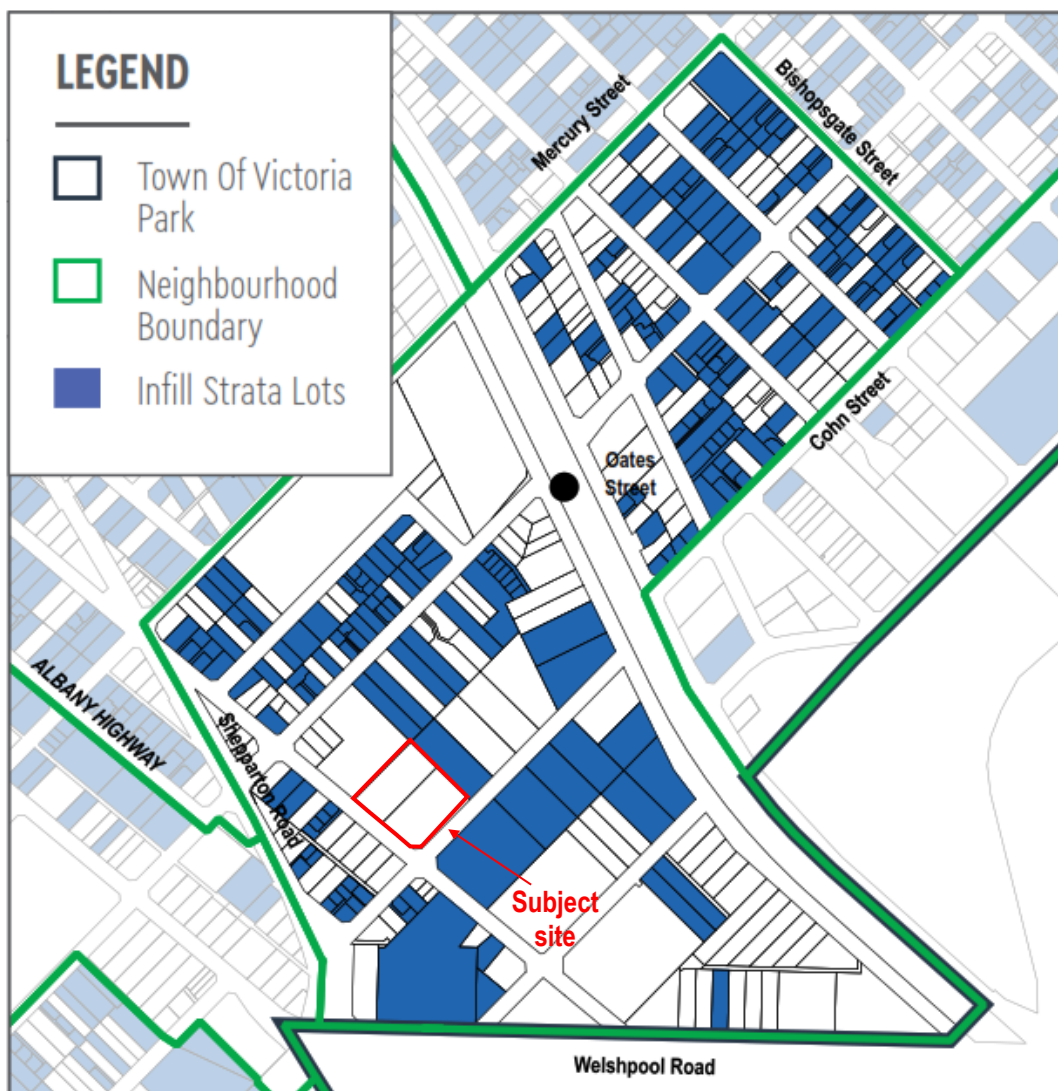 LEGEND
Town Of Victoria
Park
Neighbourhood
Boundary
Infill Strata Lots
Mercury Street
Bishopsgate Street
Oates
Street
Cohn Street
ALBANY HIGHWAY
Shepparton Road
Subject
site
Welshpool Road